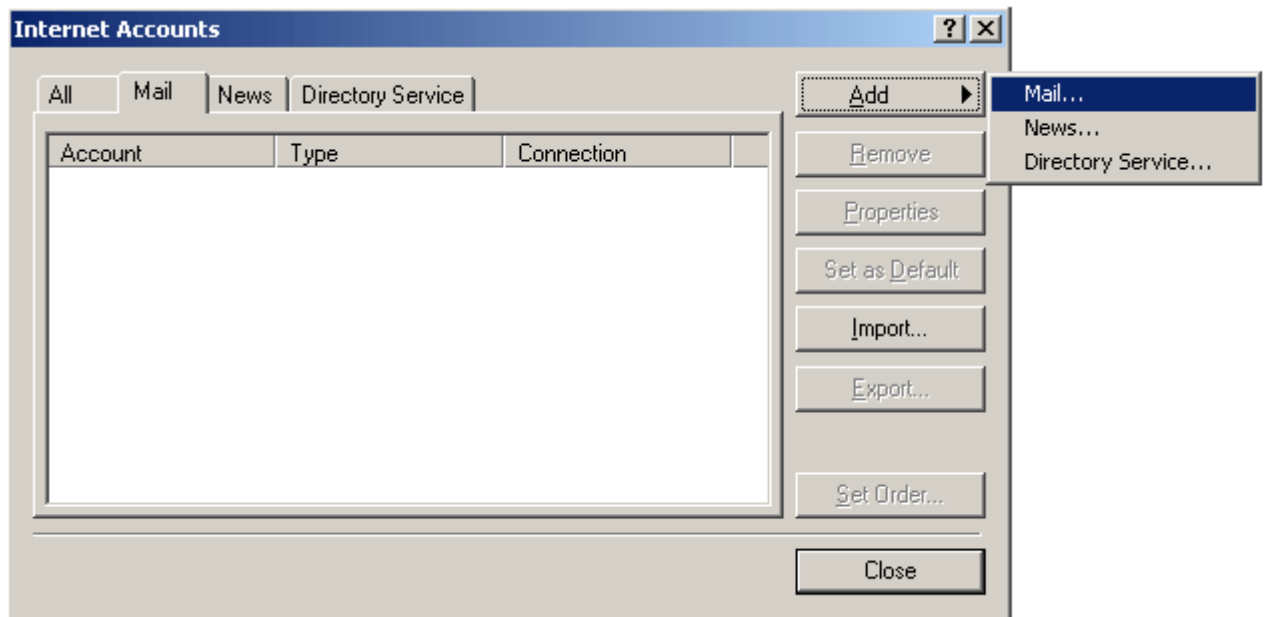 Internet Accounts
All Mail News Directory Service
Account Type Connection
Add
Remove
Properties
Set as Default
Import...
Export...
Set Order...
Close
Mail...
News...
Directory Service...